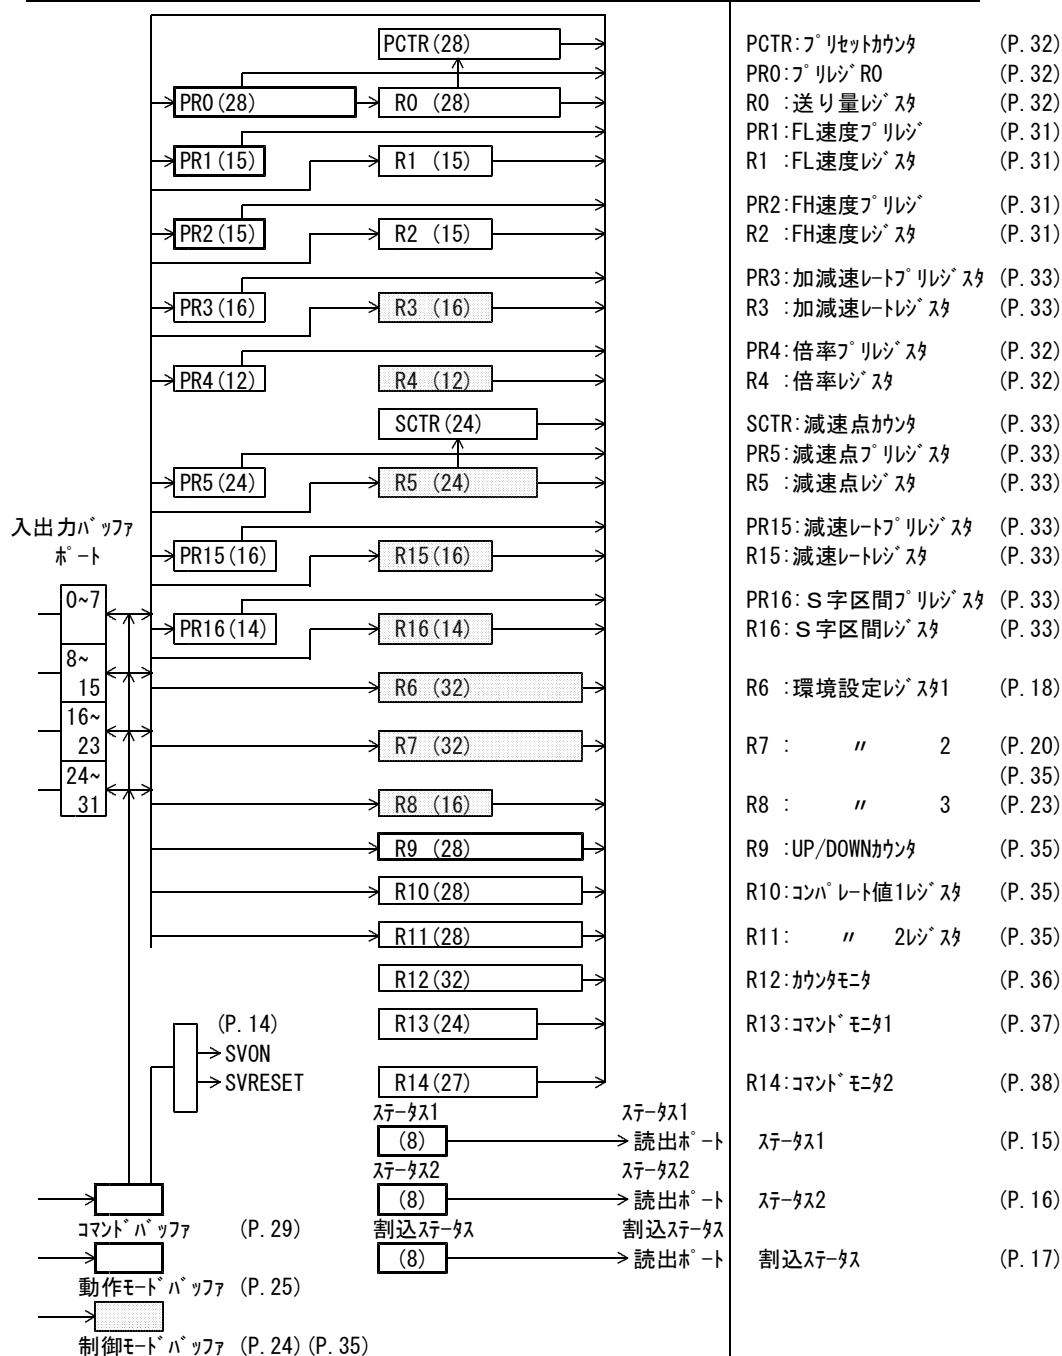 PCTR(28) PCTR:プリセットカウンタ (P.32)
PR0:プリレジR0 (P.32)
PR0(28) R0 (28) R0 :送り量レジスタ (P.32)
PR1:FL速度プリレジ (P.31)
PR1(15) R1 (15) R1 :FL速度レジスタ (P.31)
PR2:FH速度プリレジ (P.31)
PR2(15) R2 (15) R2 :FH速度レジスタ (P.31)
PR3:加減速レートプリレジスタ (P.33)
PR3(16) R3 (16) R3 :加減速レートレジスタ (P.33)
PR4:倍率プリレジスタ (P.32)
PR4(12) R4 (12) R4 :倍率レジスタ (P.32)
SCTR(24) SCTR:減速点カウンタ (P.33)
PR5:減速点プリレジスタ (P.33)
PR5(24) R5 (24) R5 :減速点レジスタ (P.33)
入出力バッファ PR15:減速レートプリレジスタ (P.33)
ポート PR15(16) R15(16) R15:減速レートレジスタ (P.33)
0~7 PR16:S字区間プリレジスタ (P.33)
PR16(14) R16(14) R16:S字区間レジスタ (P.33)
8~
15 R6 (32) R6 :環境設定レジスタ1 (P.18)
16~
23 R7 (32) R7 : 〃 2 (P.20)
24~ (P.35)
31 R8 (16) R8 : 〃 3 (P.23)
R9 (28) R9 :UP/DOWNカウンタ (P.35)
R10(28) R10:コンパレート値1レジスタ (P.35)
R11(28) R11: 〃 2レジスタ (P.35)
R12(32) R12:カウンタモニタ (P.36)
(P.14) R13(24) R13:コマンドモニタ1 (P.37)
SVON
SVRESET R14(27) R14:コマンドモニタ2 (P.38)
ステータス1 ステータス1
(8) 読出ポート ステータス1 (P.15)
ステータス2 ステータス2
(8) 読出ポート ステータス2 (P.16)
コマンドバッファ (P.29) 割込ステータス 割込ステータス
(8) 読出ポート 割込ステータス (P.17)
動作モードバッファ (P.25)
制御モードバッファ (P.24)(P.35)